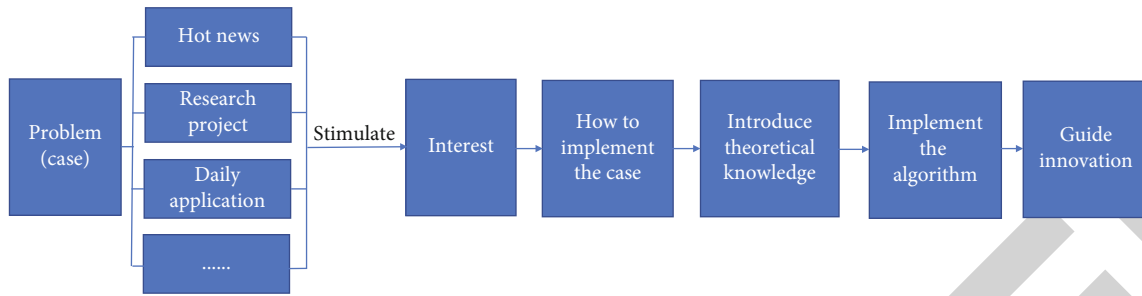 Problem
(case)
Hot news
Research
project
Daily
application
......
Stimulate
Interest
How to
implement
the case
Introduce
theoretical
knowledge
Implement
the
algorithm
Guide
innovation